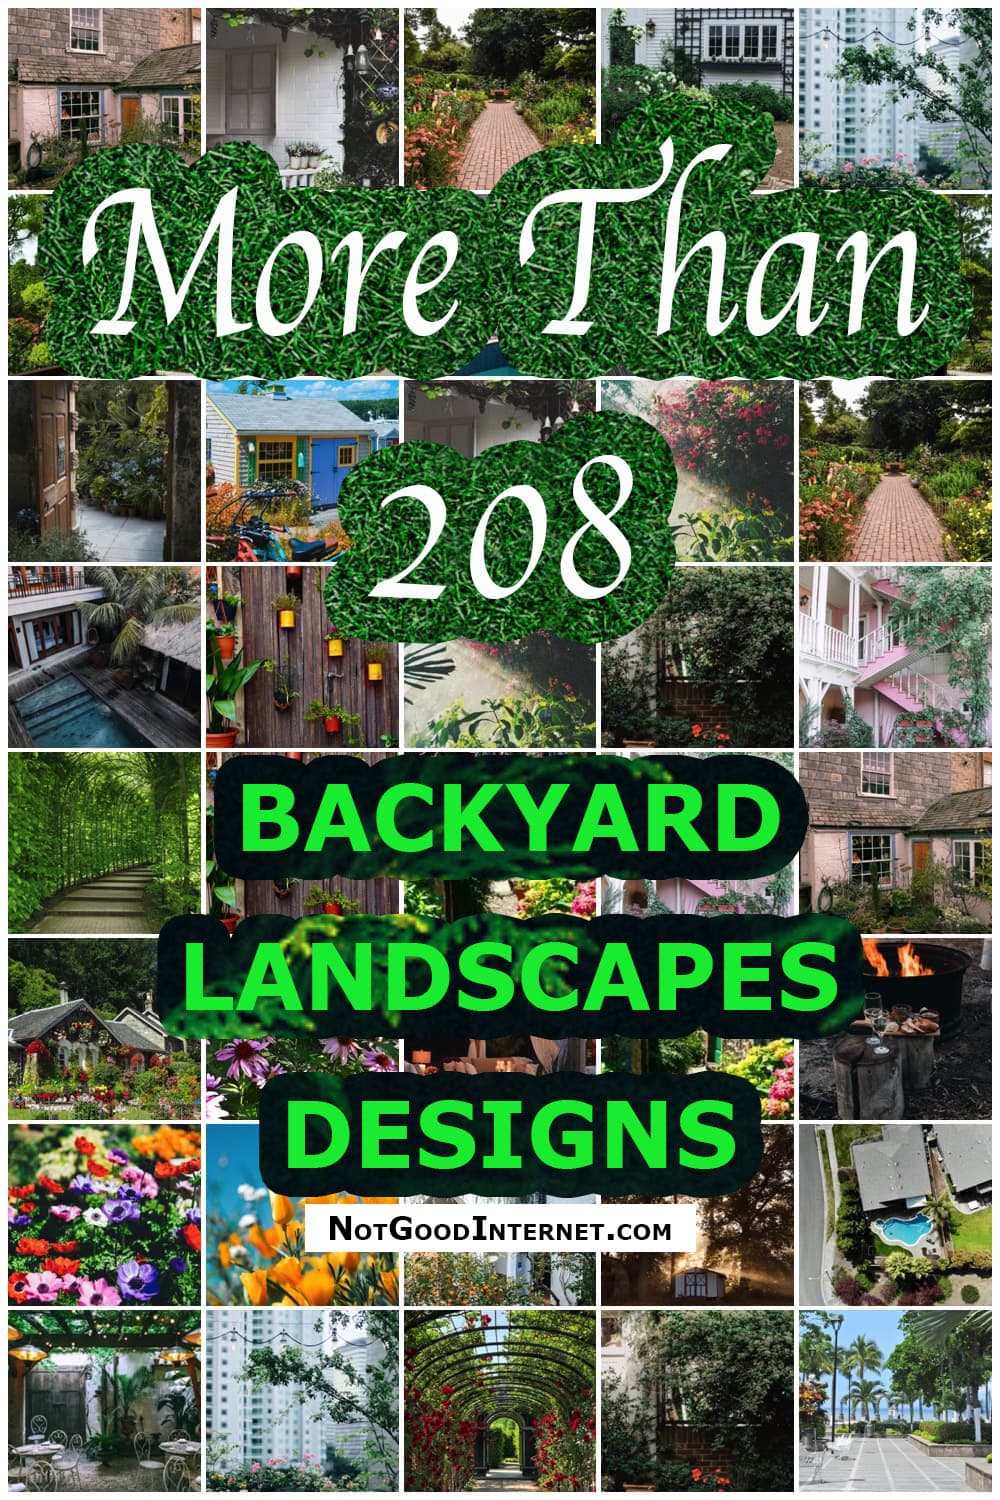 More Than
208
BACKYARD
LANDSCAPES
DESIGNS
NotGoodInternet.com